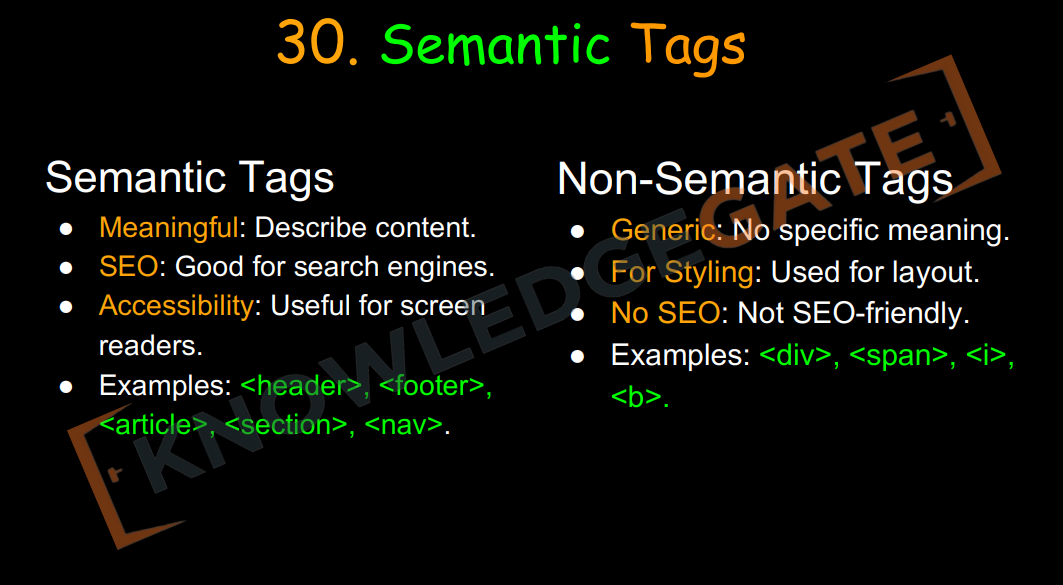 30. Semantic Tags
Semantic Tags
● Meaningful: Describe content.
● SEO: Good for search engines.
● Accessibility: Useful for screen
readers.
● Examples: <header>, <footer>,
<article>, <section>, <nav>.
Non-Semantic Tags
● Generic: No specific meaning.
● For Styling: Used for layout.
● No SEO: Not SEO-friendly.
● Examples: <div>, <span>, <i>,
<b>.
KNOWLEDGEGATE